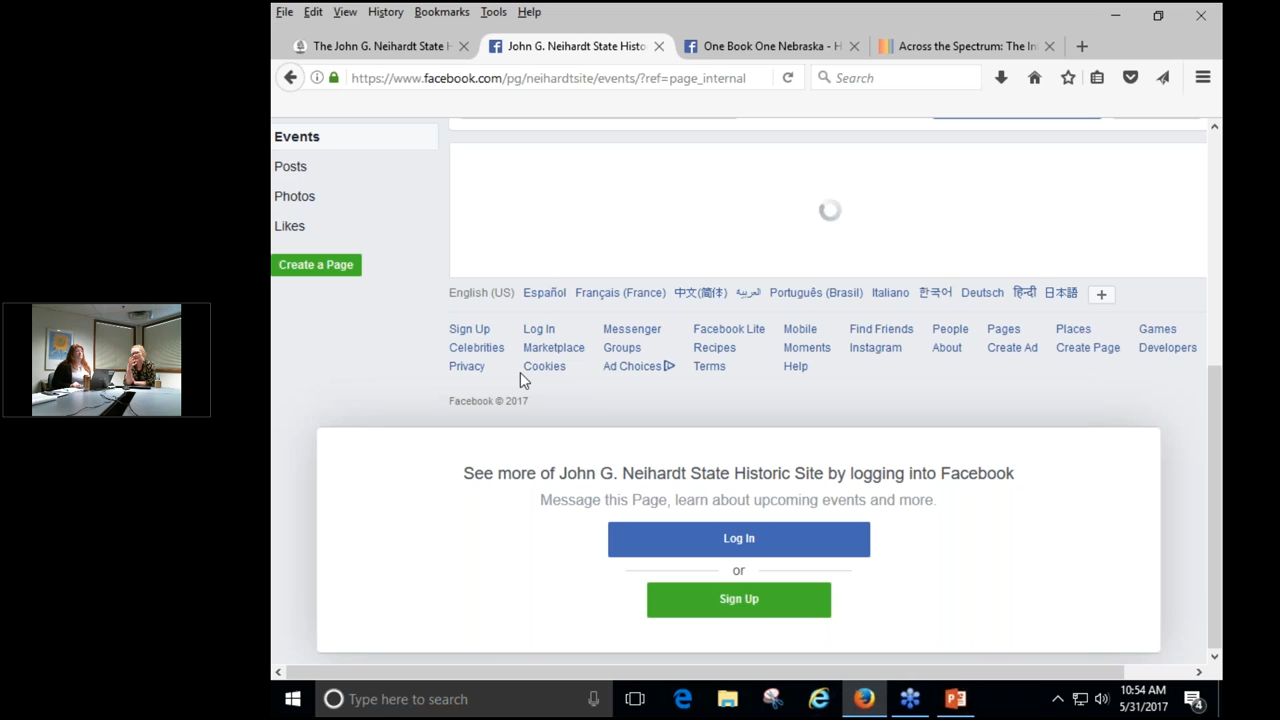 File Edit View History Bookmarks Tools Help
The John G. Neihardt State H
John G. Neihardt State Histo
One Book One Nebraska - H
Across the Spectrum: The In
https://www.facebook.com/pg/neihardtsite/events/?ref=page_internal
Search
Events
Posts
Photos
Likes
Create a Page
English (US) Español Français (France) 中文(简体) العربية Português (Brasil) Italiano 한국어 Deutsch हिन्दी 日本語
Sign Up Log In Messenger Facebook Lite Mobile Find Friends People Pages Places Games
Celebrities Marketplace Groups Recipes Moments Instagram About Create Ad Create Page Developers
Privacy Cookies Ad Choices Terms Help
Facebook © 2017
See more of John G. Neihardt State Historic Site by logging into Facebook
Message this Page, learn about upcoming events and more.
Log In
or
Sign Up
Type here to search
10:54 AM
5/31/2017
4